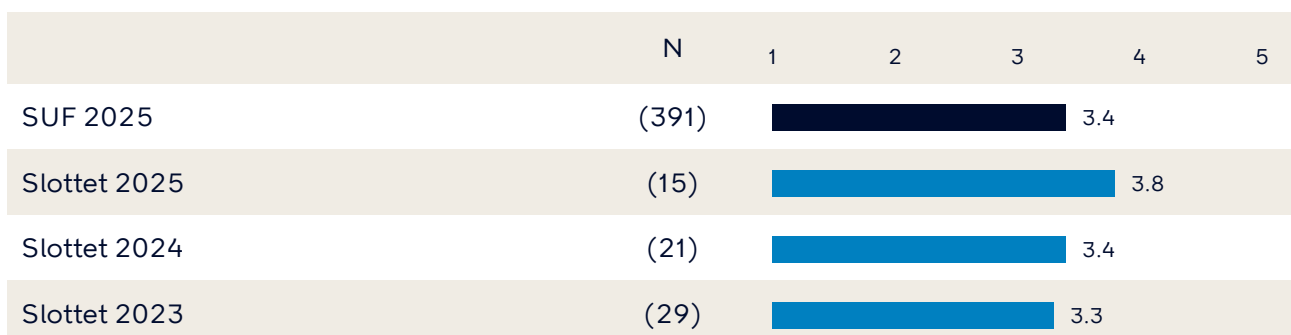 N 1 2 3 4 5
SUF 2025 (391) 3.4
Slottet 2025 (15) 3.8
Slottet 2024 (21) 3.4
Slottet 2023 (29) 3.3